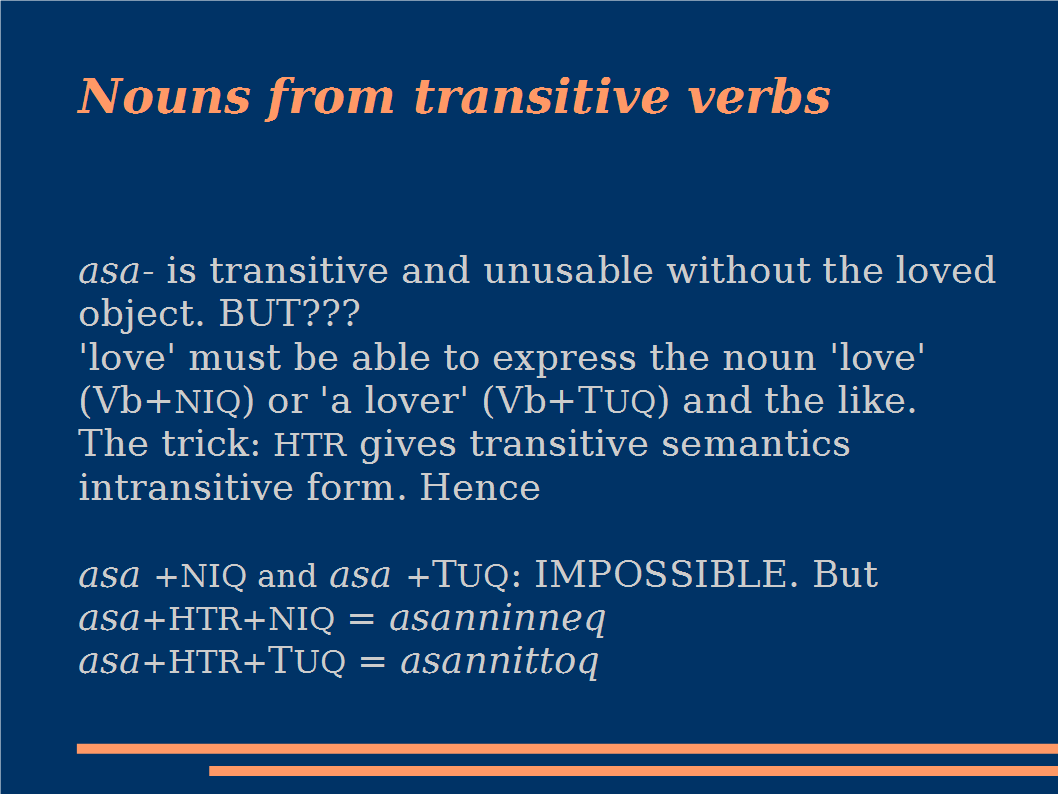 Nouns from transitive verbs
asa- is transitive and unusable without the loved
object. BUT???
'love' must be able to express the noun 'love'
(Vb+NIQ) or 'a lover' (Vb+TUQ) and the like.
The trick: HTR gives transitive semantics
intransitive form. Hence
asa +NIQ and asa +TUQ: IMPOSSIBLE. But
asa+HTR+NIQ = asanninneq
asa+HTR+TUQ = asannittoq